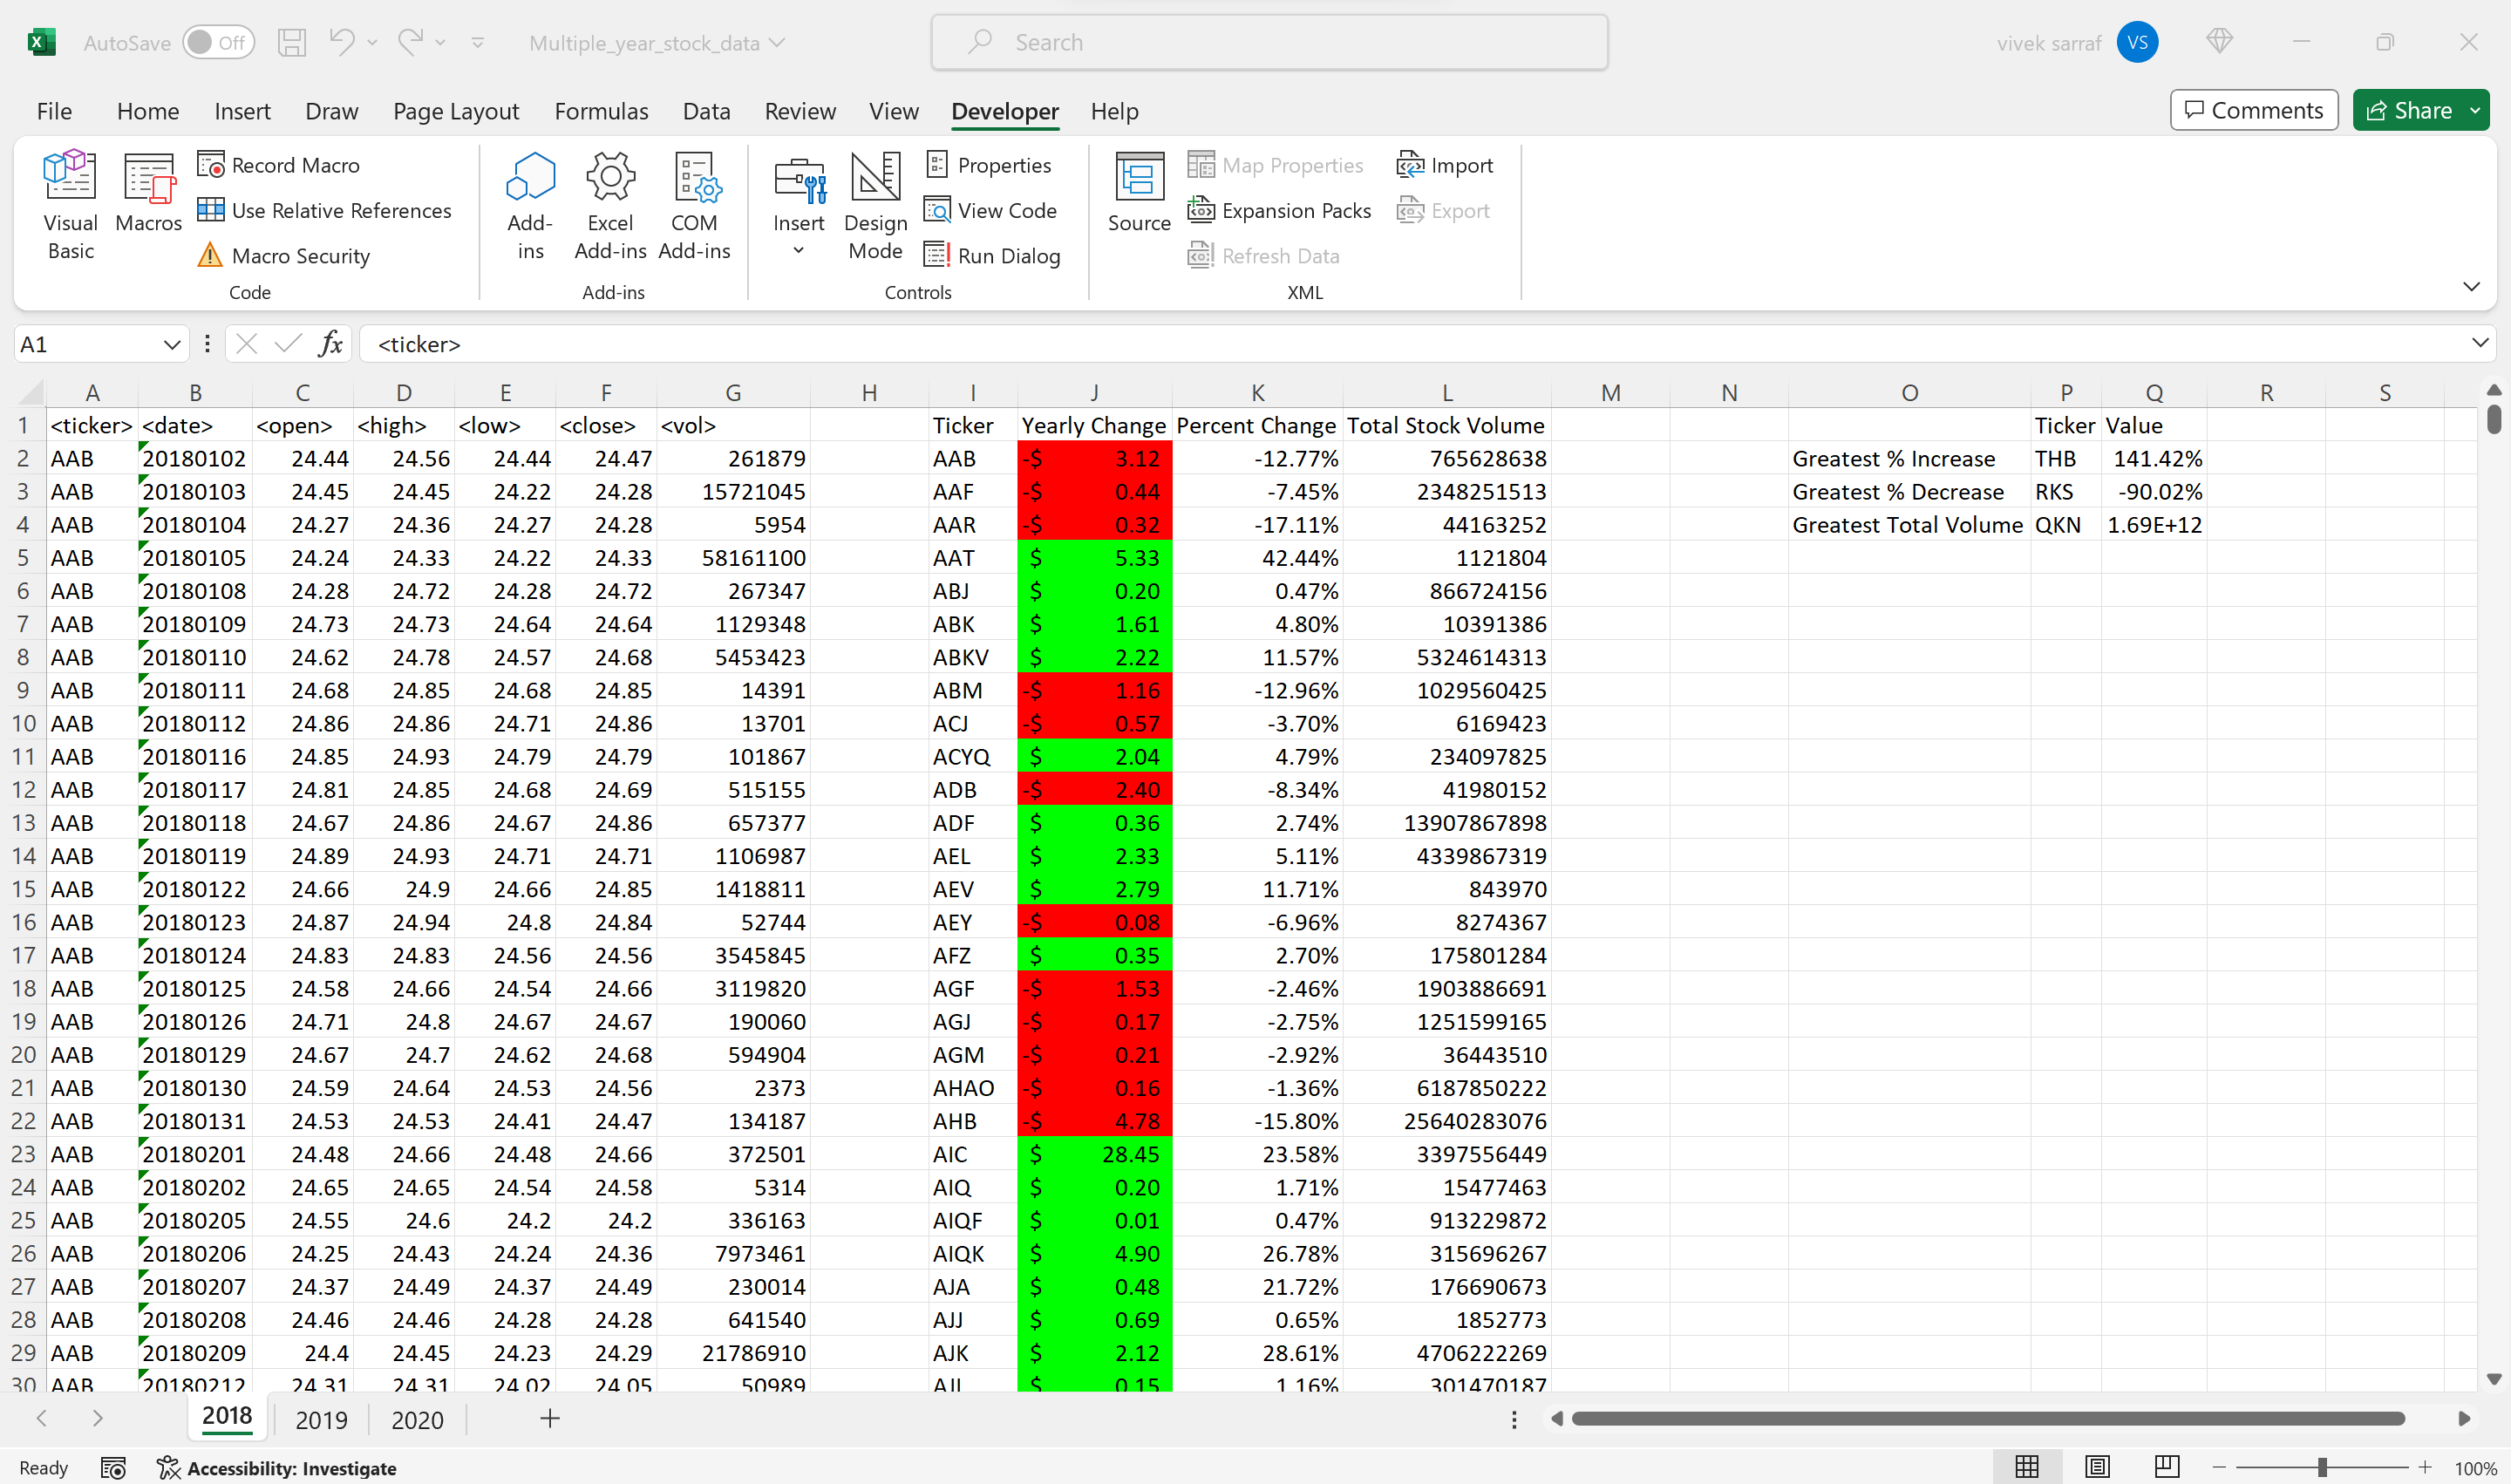 AutoSave Off Multiple_year_stock_data Search vivek sarraf VS
File Home Insert Draw Page Layout Formulas Data Review View Developer Help Comments Share
Visual Basic Macros Record Macro Use Relative References Macro Security Code
Add-ins Excel Add-ins COM Add-ins Add-ins
Insert Design Mode Properties View Code Run Dialog Controls
Source Map Properties Expansion Packs Refresh Data Import Export XML
A1 fx <ticker>
A B C D E F G H I J K L M N O P Q R S
1 <ticker> <date> <open> <high> <low> <close> <vol> Ticker Yearly Change Percent Change Total Stock Volume Ticker Value
2 AAB 20180102 24.44 24.56 24.44 24.47 261879 AAB -$ 3.12 -12.77% 765628638 Greatest % Increase THB 141.42%
3 AAB 20180103 24.45 24.45 24.22 24.28 15721045 AAF -$ 0.44 -7.45% 2348251513 Greatest % Decrease RKS -90.02%
4 AAB 20180104 24.27 24.36 24.27 24.28 5954 AAR -$ 0.32 -17.11% 44163252 Greatest Total Volume QKN 1.69E+12
5 AAB 20180105 24.24 24.33 24.22 24.33 58161100 AAT $ 5.33 42.44% 1121804
6 AAB 20180108 24.28 24.72 24.28 24.72 267347 ABJ $ 0.20 0.47% 866724156
7 AAB 20180109 24.73 24.73 24.64 24.64 1129348 ABK $ 1.61 4.80% 10391386
8 AAB 20180110 24.62 24.78 24.57 24.68 5453423 ABKV $ 2.22 11.57% 5324614313
9 AAB 20180111 24.68 24.85 24.68 24.85 14391 ABM -$ 1.16 -12.96% 1029560425
10 AAB 20180112 24.86 24.86 24.71 24.86 13701 ACJ -$ 0.57 -3.70% 6169423
11 AAB 20180116 24.85 24.93 24.79 24.79 101867 ACYQ $ 2.04 4.79% 234097825
12 AAB 20180117 24.81 24.85 24.68 24.69 515155 ADB -$ 2.40 -8.34% 41980152
13 AAB 20180118 24.67 24.86 24.67 24.86 657377 ADF $ 0.36 2.74% 13907867898
14 AAB 20180119 24.89 24.93 24.71 24.71 1106987 AEL $ 2.33 5.11% 4339867319
15 AAB 20180122 24.66 24.9 24.66 24.85 1418811 AEV $ 2.79 11.71% 843970
16 AAB 20180123 24.87 24.94 24.8 24.84 52744 AEY -$ 0.08 -6.96% 8274367
17 AAB 20180124 24.83 24.83 24.56 24.56 3545845 AFZ $ 0.35 2.70% 175801284
18 AAB 20180125 24.58 24.66 24.54 24.66 3119820 AGF -$ 1.53 -2.46% 1903886691
19 AAB 20180126 24.71 24.8 24.67 24.67 190060 AGJ -$ 0.17 -2.75% 1251599165
20 AAB 20180129 24.67 24.7 24.62 24.68 594904 AGM -$ 0.21 -2.92% 36443510
21 AAB 20180130 24.59 24.64 24.53 24.56 2373 AHAO -$ 0.16 -1.36% 6187850222
22 AAB 20180131 24.53 24.53 24.41 24.47 134187 AHB -$ 4.78 -15.80% 25640283076
23 AAB 20180201 24.48 24.66 24.48 24.66 372501 AIC $ 28.45 23.58% 3397556449
24 AAB 20180202 24.65 24.65 24.54 24.58 5314 AIQ $ 0.20 1.71% 15477463
25 AAB 20180205 24.55 24.6 24.2 24.2 336163 AIQF $ 0.01 0.47% 913229872
26 AAB 20180206 24.25 24.43 24.24 24.36 7973461 AIQK $ 4.90 26.78% 315696267
27 AAB 20180207 24.37 24.49 24.37 24.49 230014 AJA $ 0.48 21.72% 176690673
28 AAB 20180208 24.46 24.46 24.28 24.28 641540 AJJ $ 0.69 0.65% 1852773
29 AAB 20180209 24.4 24.45 24.23 24.29 21786910 AJK $ 2.12 28.61% 4706222269
30 AAB 20180212 24.31 24.31 24.02 24.05 50989 $ 0.15 1.16% 301470187
2018 2019 2020
Ready Accessibility: Investigate 100%